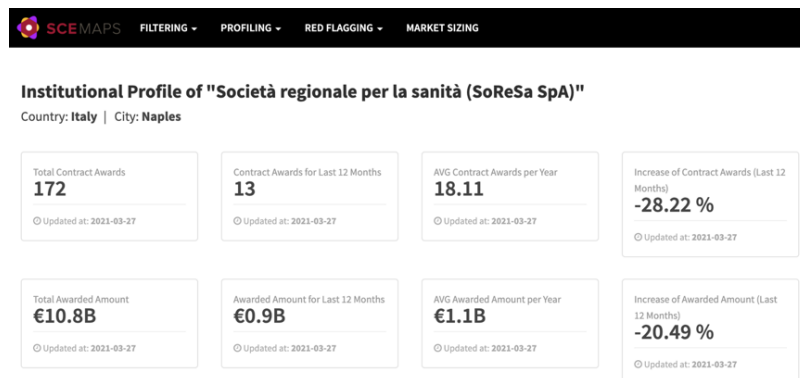 SCEMAPS FILTERING PROFILING RED FLAGGING MARKET SIZING
Institutional Profile of "Società regionale per la sanità (SoReSa SpA)"
Country: Italy | City: Naples
Total Contract Awards
172
Updated at: 2021-03-27
Contract Awards for Last 12 Months
13
Updated at: 2021-03-27
AVG Contract Awards per Year
18.11
Updated at: 2021-03-27
Increase of Contract Awards (Last 12
Months)
-28.22 %
Updated at: 2021-03-27
Total Awarded Amount
€10.8B
Updated at: 2021-03-27
Awarded Amount for Last 12 Months
€0.9B
Updated at: 2021-03-27
AVG Awarded Amount per Year
€1.1B
Updated at: 2021-03-27
Increase of Awarded Amount (Last
12 Months)
-20.49 %
Updated at: 2021-03-27